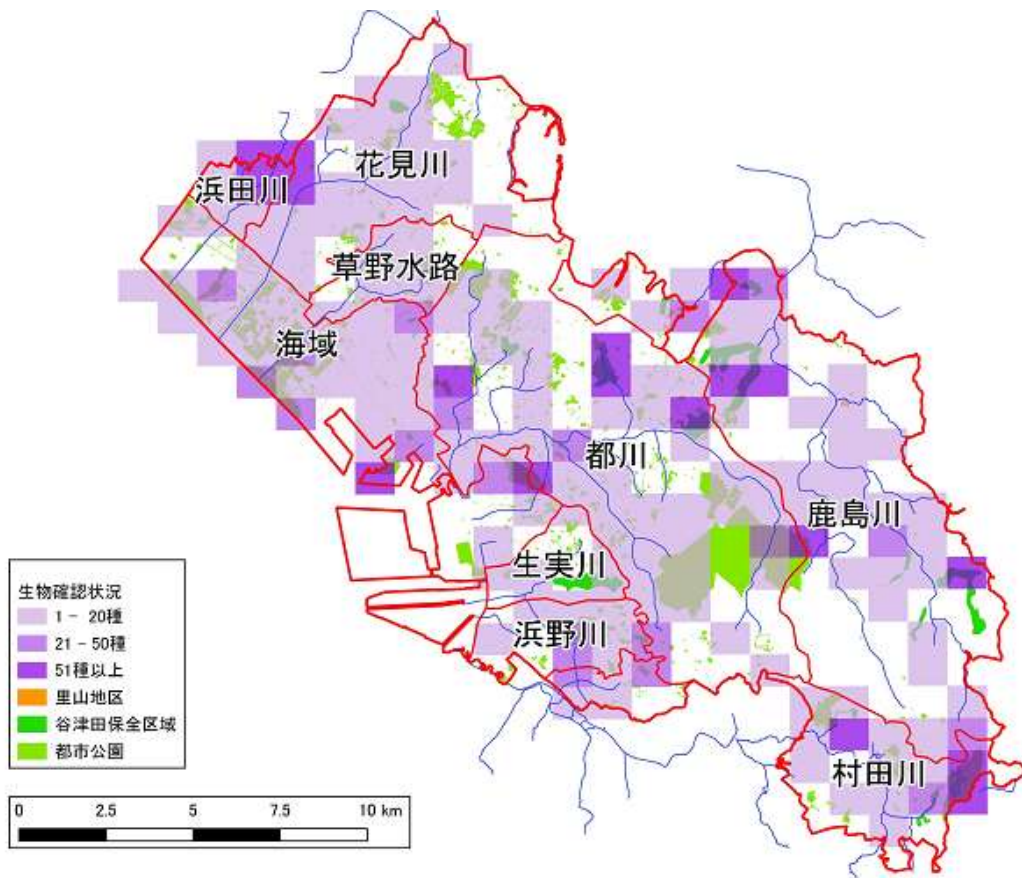 花見川
浜田川
草野水路
海域
都川
鹿島川
生実川
浜野川
村田川
生物確認状況
1 - 20種
21 - 50種
51種以上
里山地区
谷津田保全区域
都市公園
0 2.5 5 7.5 10 km